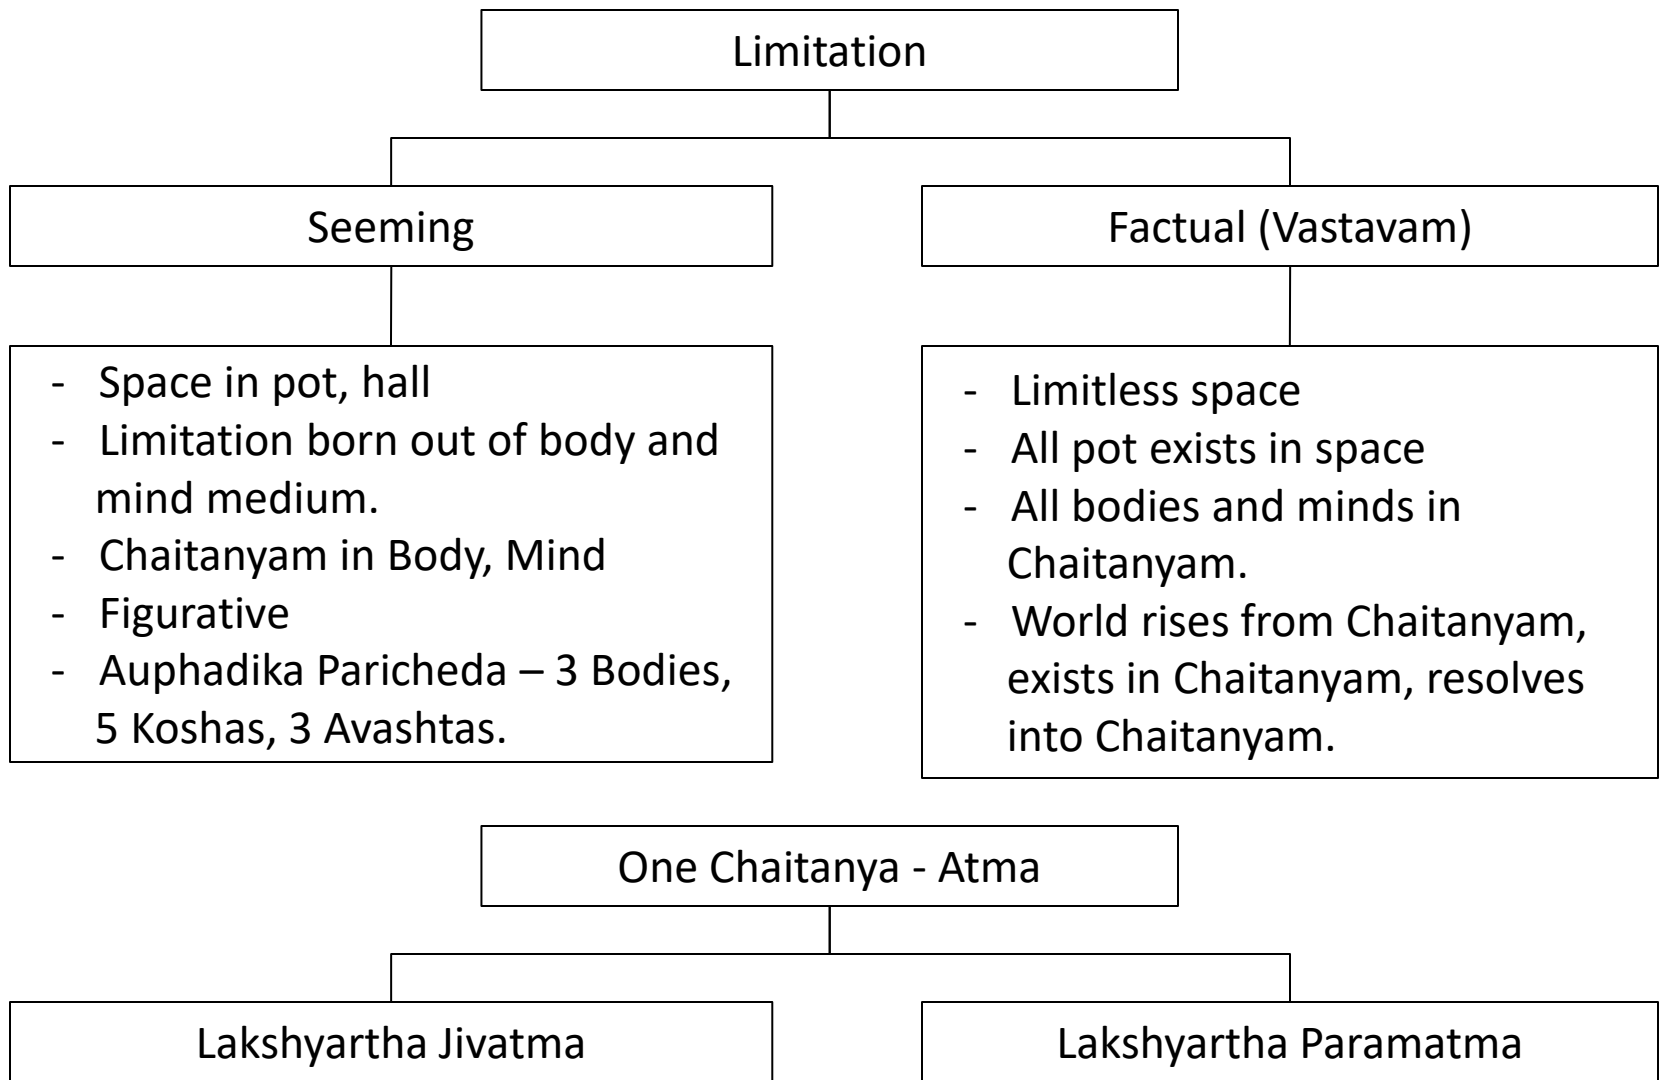 Limitation
Seeming
Factual (Vastavam)
- Space in pot, hall
- Limitation born out of body and
mind medium.
- Chaitanyam in Body, Mind
- Figurative
- Auphadika Paricheda – 3 Bodies,
5 Koshas, 3 Avashtas.
- Limitless space
- All pot exists in space
- All bodies and minds in
Chaitanyam.
- World rises from Chaitanyam,
exists in Chaitanyam, resolves
into Chaitanyam.
One Chaitanya - Atma
Lakshyartha Jivatma
Lakshyartha Paramatma